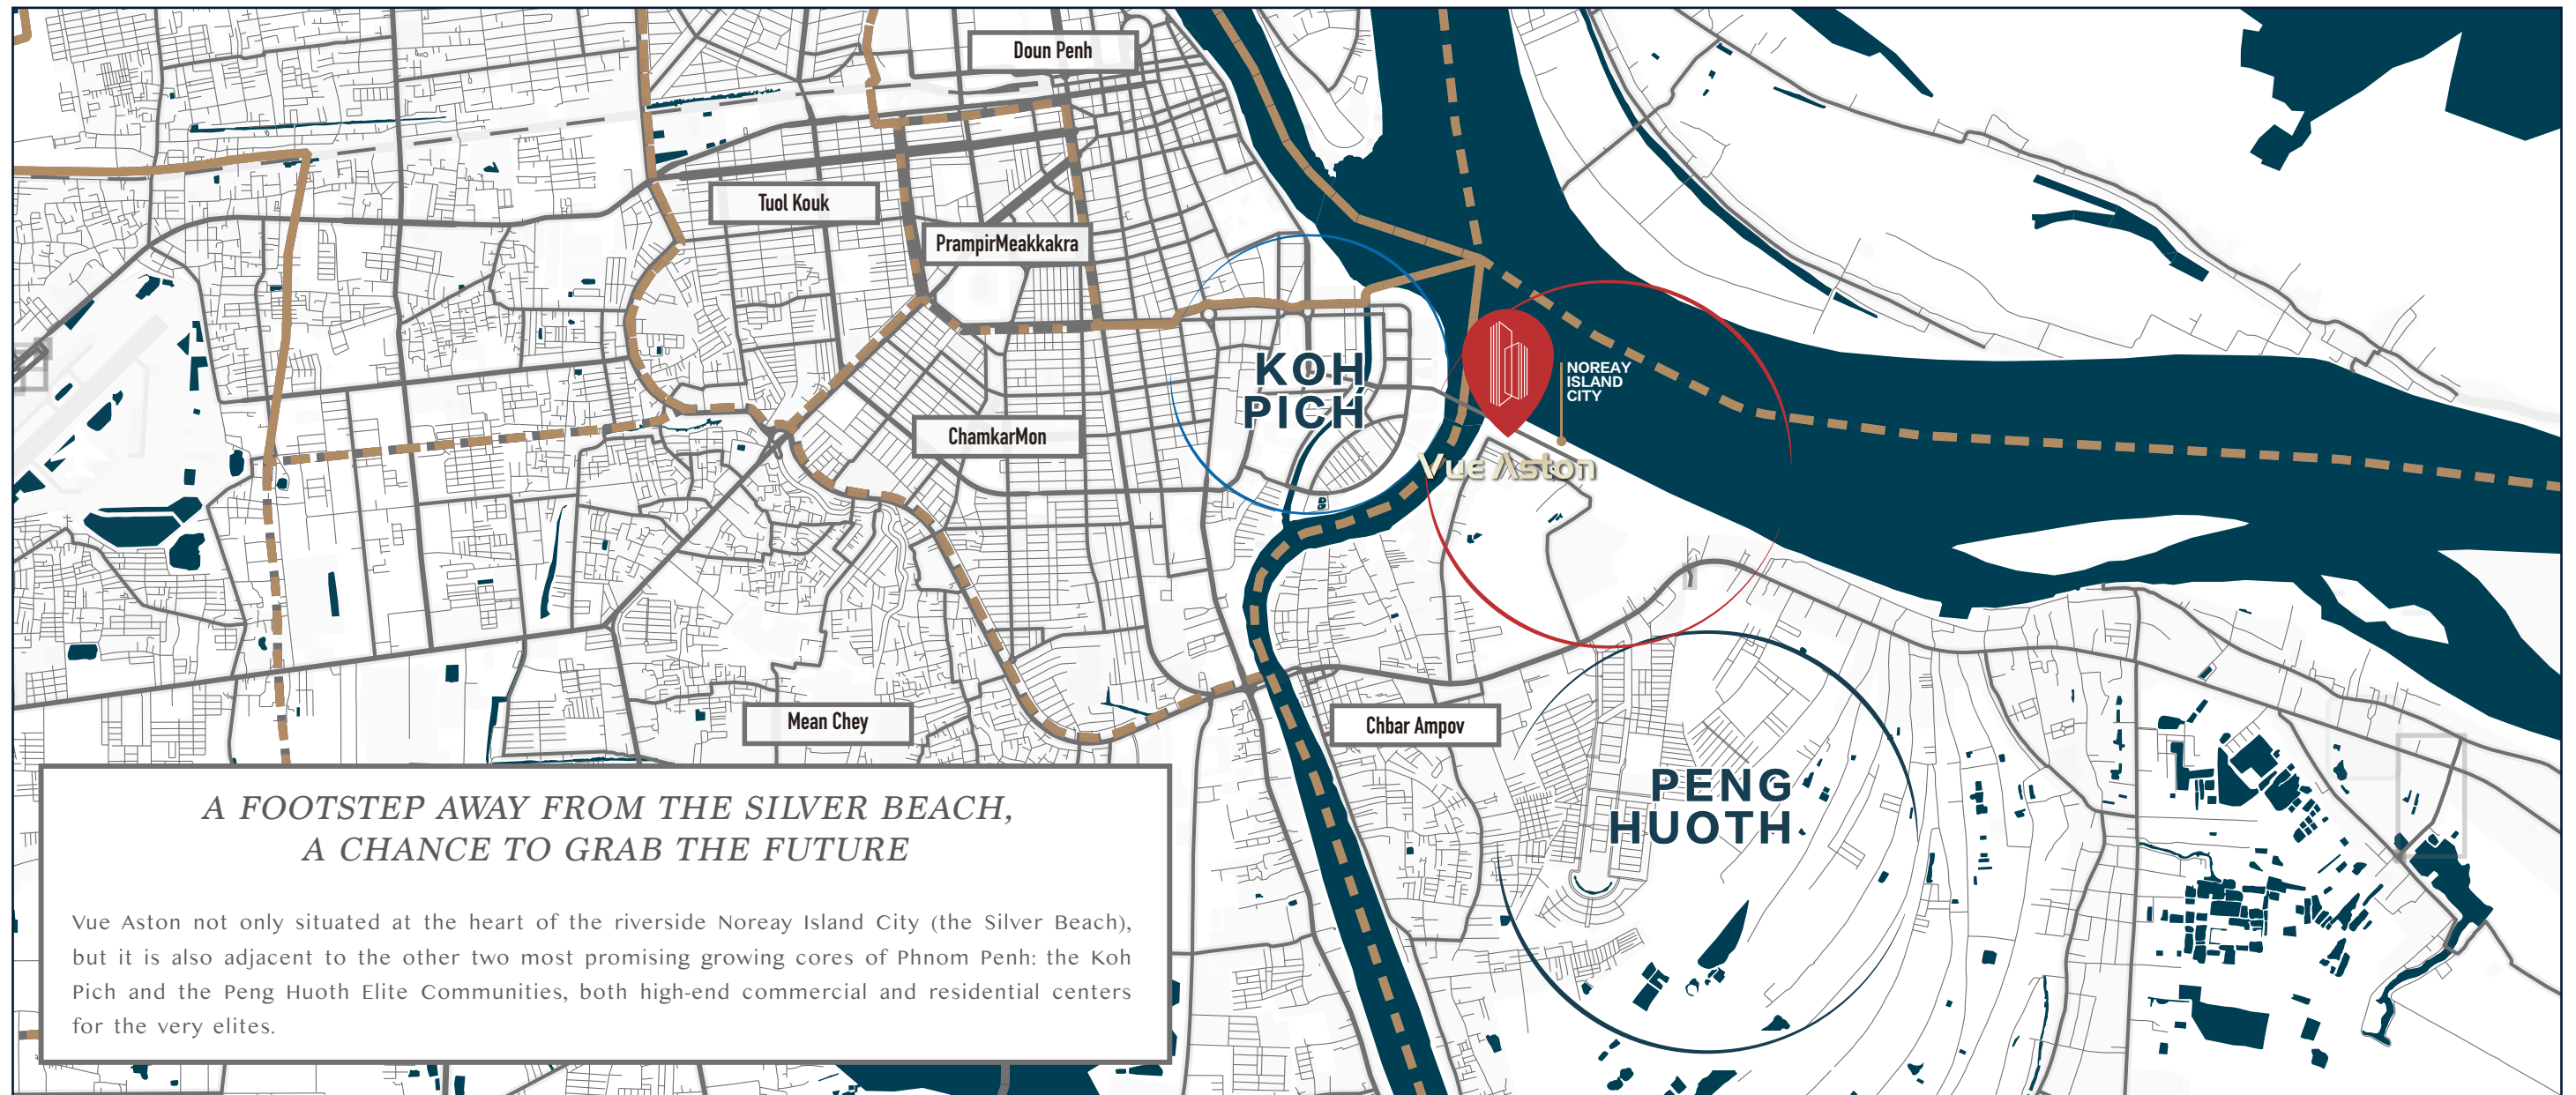 Doun Penh
Tuol Kouk
PrampirMeakkakra
KOH
PICH
NOREAY
ISLAND
CITY
ChamkarMon
Vue Aston
Mean Chey
Chbar Ampov
PENG
HUOTH
A FOOTSTEP AWAY FROM THE SILVER BEACH,
A CHANCE TO GRAB THE FUTURE
Vue Aston not only situated at the heart of the riverside Noreay Island City (the Silver Beach),
but it is also adjacent to the other two most promising growing cores of Phnom Penh: the Koh
Pich and the Peng Huoth Elite Communities, both high-end commercial and residential centers
for the very elites.